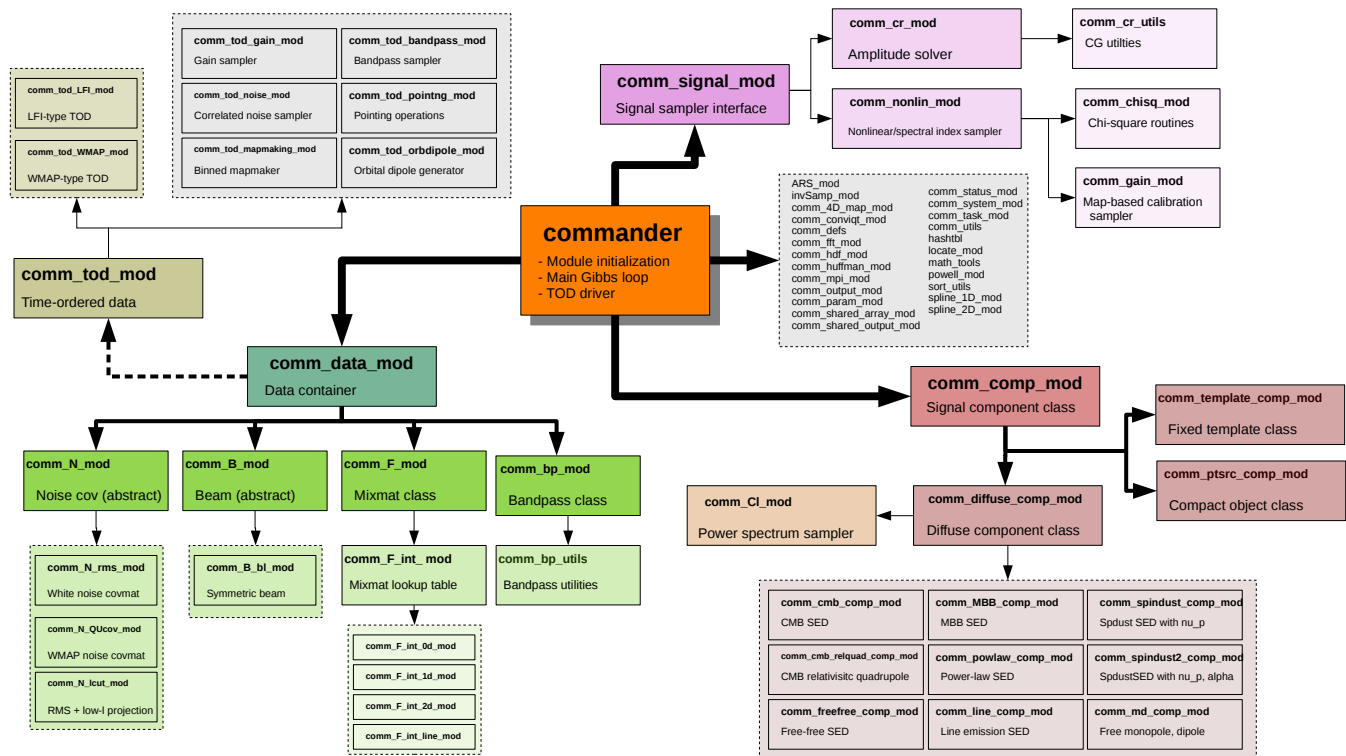 comm_tod_LFI_mod
LFI-type TOD
comm_tod_WMAP_mod
WMAP-type TOD
comm_tod_gain_mod
Gain sampler
comm_tod_bandpass_mod
Bandpass sampler
comm_tod_noise_mod
Correlated noise sampler
comm_tod_pointng_mod
Pointing operations
comm_tod_mapmaking_mod
Binned mapmaker
comm_tod_orbdipole_mod
Orbital dipole generator
comm_signal_mod
Signal sampler interface
comm_cr_mod
Amplitude solver
comm_cr_utils
CG utilties
comm_nonlin_mod
Nonlinear/spectral index sampler
comm_chisq_mod
Chi-square routines
comm_gain_mod
Map-based calibration
sampler
commander
- Module initialization
- Main Gibbs loop
- TOD driver
ARS_mod
invSamp_mod
comm_4D_map_mod
comm_conviqt_mod
comm_defs
comm_fft_mod
comm_hdf_mod
comm_huffman_mod
comm_mpi_mod
comm_output_mod
comm_param_mod
comm_shared_array_mod
comm_shared_output_mod
comm_status_mod
comm_system_mod
comm_task_mod
comm_utils
hashtbl
locate_mod
math_tools
powell_mod
sort_utils
spline_1D_mod
spline_2D_mod
comm_tod_mod
Time-ordered data
comm_data_mod
Data container
comm_N_mod
Noise cov (abstract)
comm_B_mod
Beam (abstract)
comm_F_mod
Mixmat class
comm_bp_mod
Bandpass class
comm_N_rms_mod
White noise covmat
comm_N_QUcov_mod
WMAP noise covmat
comm_N_lcut_mod
RMS + low-l projection
comm_B_bl_mod
Symmetric beam
comm_F_int_ mod
Mixmat lookup table
comm_bp_utils
Bandpass utilities
comm_F_int_0d_mod
comm_F_int_1d_mod
comm_F_int_2d_mod
comm_F_int_line_mod
comm_comp_mod
Signal component class
comm_template_comp_mod
Fixed template class
comm_ptsrc_comp_mod
Compact object class
comm_Cl_mod
Power spectrum sampler
comm_diffuse_comp_mod
Diffuse component class
comm_cmb_comp_mod
CMB SED
comm_MBB_comp_mod
MBB SED
comm_spindust_comp_mod
Spdust SED with nu_p
comm_cmb_relquad_comp_mod
CMB relativisitc quadrupole
comm_powlaw_comp_mod
Power-law SED
comm_spindust2_comp_mod
SpdustSED with nu_p, alpha
comm_freefree_comp_mod
Free-free SED
comm_line_comp_mod
Line emission SED
comm_md_comp_mod
Free monopole, dipole